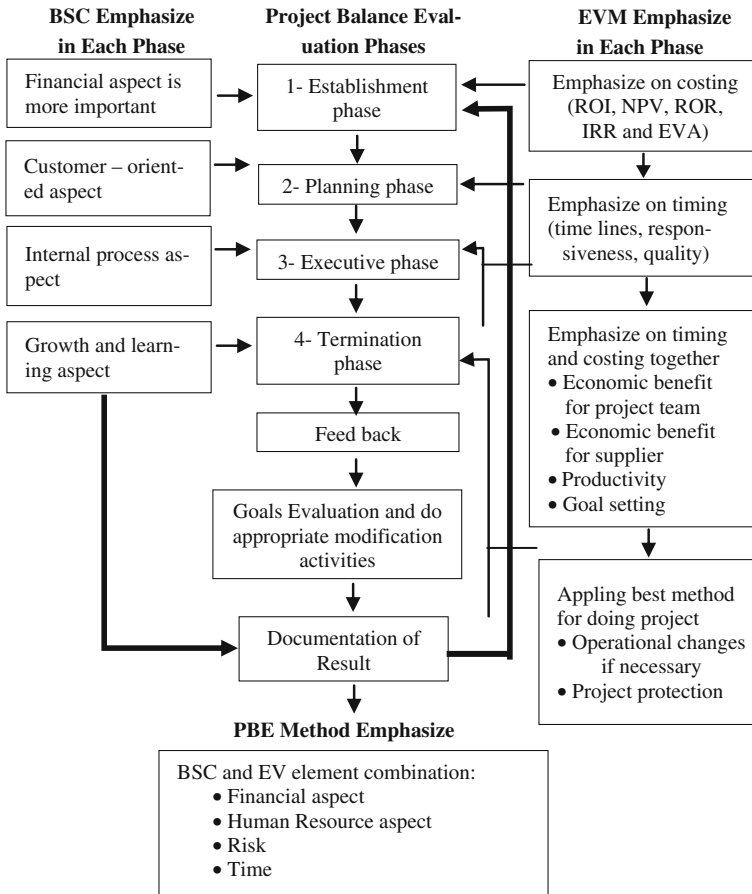 BSC Emphasize
in Each Phase
Financial aspect is
more important
Customer – orient-
ed aspect
Internal process as-
pect
Growth and learn-
ing aspect
Project Balance Eval-
uation Phases
1- Establishment
phase
2- Planning phase
3- Executive phase
4- Termination
phase
Feed back
Goals Evaluation and do
appropriate modification
activities
Documentation of
Result
EVM Emphasize
in Each Phase
Emphasize on costing
(ROI, NPV, ROR,
IRR and EVA)
Emphasize on timing
(time lines, respon-
siveness, quality)
Emphasize on timing
and costing together
• Economic benefit
for project team
• Economic benefit
for supplier
• Productivity
• Goal setting
Appling best method
for doing project
• Operational changes
if necessary
• Project protection
PBE Method Emphasize
BSC and EV element combination:
• Financial aspect
• Human Resource aspect
• Risk
• Time